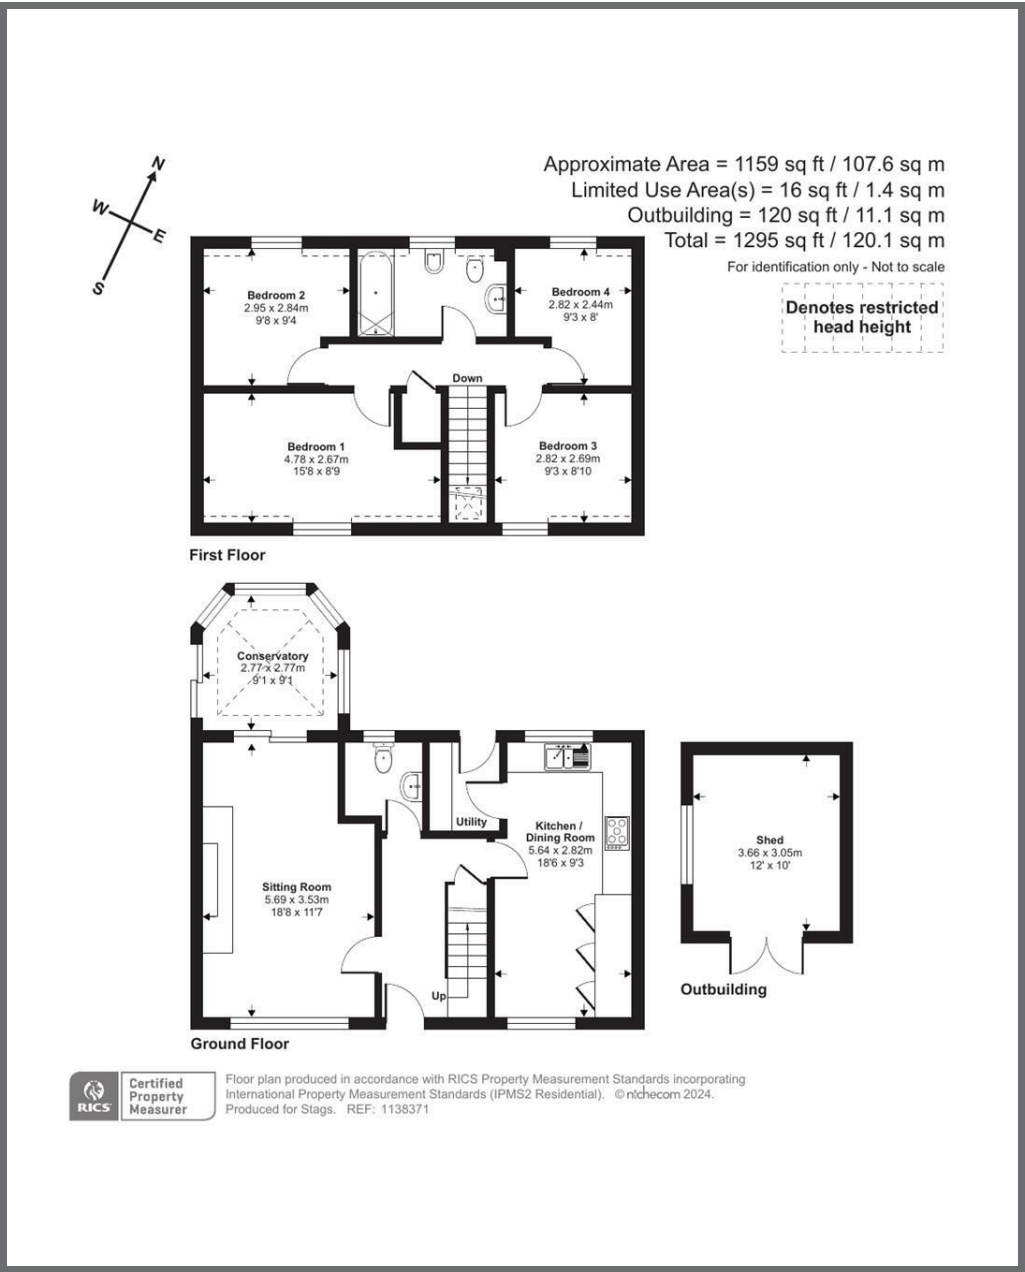 N
W
E
S
Approximate Area = 1159 sq ft / 107.6 sq m
Limited Use Area(s) = 16 sq ft / 1.4 sq m
Outbuilding = 120 sq ft / 11.1 sq m
Total = 1295 sq ft / 120.1 sq m
For identification only - Not to scale
Denotes restricted
head height
Bedroom 2
2.95 x 2.84m
9'8 x 9'4
Bedroom 4
2.82 x 2.44m
9'3 x 8'
Down
Bedroom 1
4.78 x 2.67m
15'8 x 8'9
Bedroom 3
2.82 x 2.69m
9'3 x 8'10
First Floor
Conservatory
2.77 x 2.77m
9'1 x 9'1
Utility
Kitchen /
Dining Room
5.64 x 2.82m
18'6 x 9'3
Sitting Room
5.69 x 3.53m
18'8 x 11'7
Up
Shed
3.66 x 3.05m
12' x 10'
Ground Floor
Outbuilding
RICS
Certified
Property
Measurer
Floor plan produced in accordance with RICS Property Measurement Standards incorporating
International Property Measurement Standards (IPMS2 Residential). © nichecom 2024.
Produced for Stags. REF: 1138371